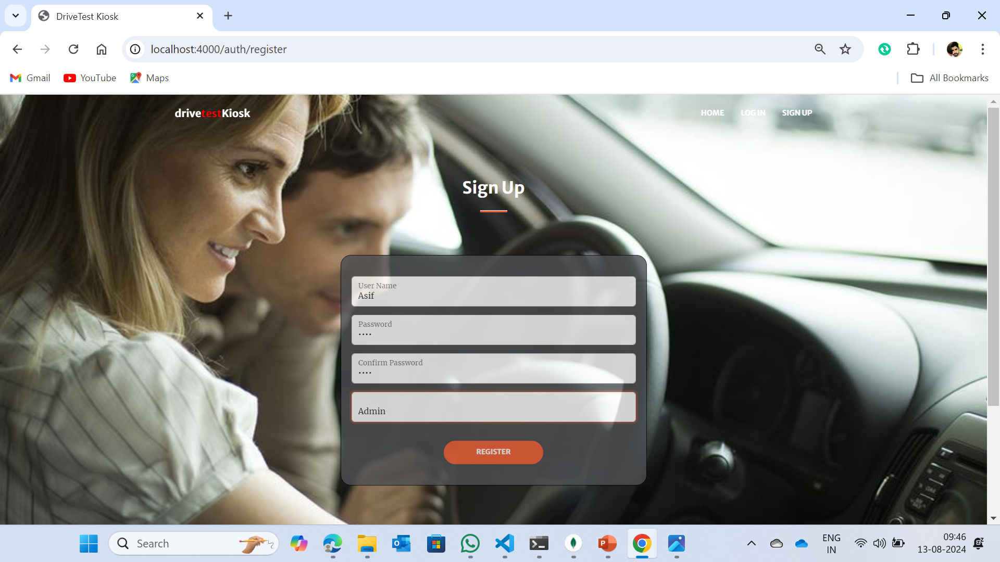 DriveTest Kiosk
localhost:4000/auth/register
Gmail YouTube Maps All Bookmarks
drivetestKiosk HOME LOG IN SIGN UP
Sign Up
User Name
Asif
Password
••••
Confirm Password
••••
Admin
REGISTER
Search
ENG
IN
09:46
13-08-2024